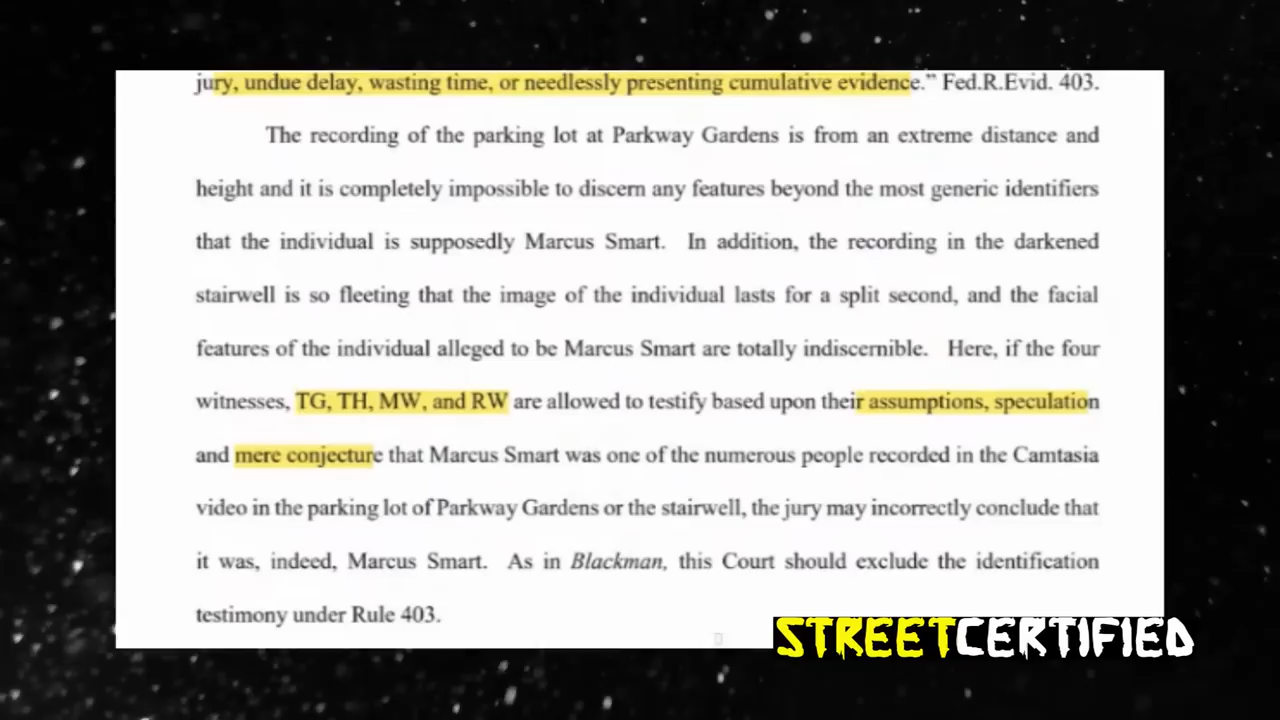 jury, undue delay, wasting time, or needlessly presenting cumulative evidence.” Fed.R.Evid. 403.
The recording of the parking lot at Parkway Gardens is from an extreme distance and
height and it is completely impossible to discern any features beyond the most generic identifiers
that the individual is supposedly Marcus Smart. In addition, the recording in the darkened
stairwell is so fleeting that the image of the individual lasts for a split second, and the facial
features of the individual alleged to be Marcus Smart are totally indiscernible. Here, if the four
witnesses, TG, TH, MW, and RW are allowed to testify based upon their assumptions, speculation
and mere conjecture that Marcus Smart was one of the numerous people recorded in the Camtasia
video in the parking lot of Parkway Gardens or the stairwell, the jury may incorrectly conclude that
it was, indeed, Marcus Smart. As in Blackman, this Court should exclude the identification
testimony under Rule 403.
STREETCERTIFIED